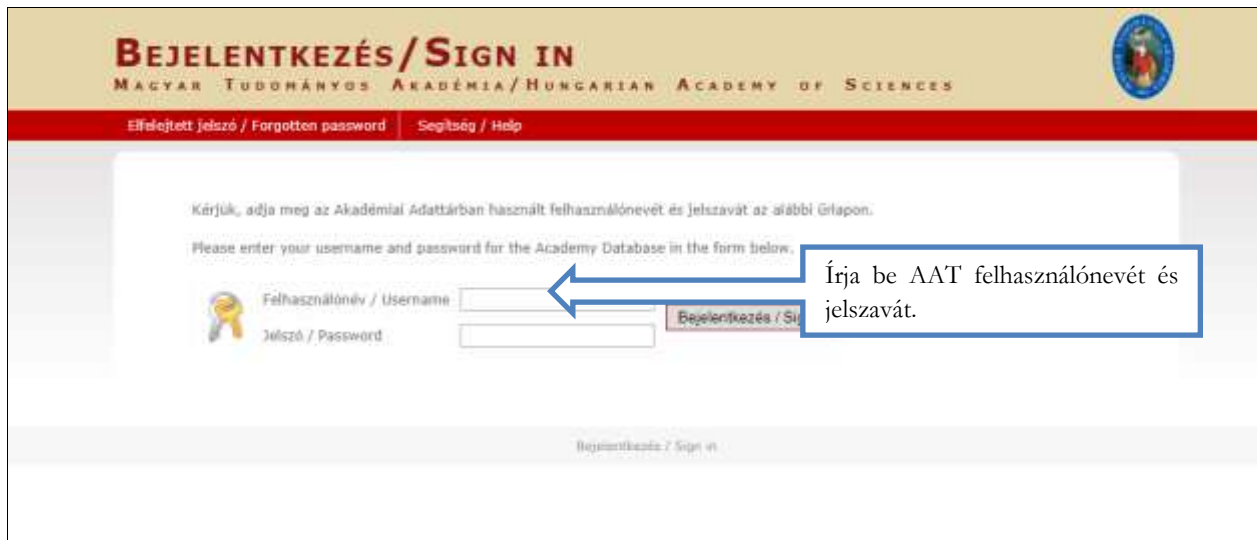 BEJELENTKEZÉS/SIGN IN
MAGYAR TUDOMÁNYOS AKADÉMIA/HUNGARIAN ACADEMY OF SCIENCES
Elfelejtett jelszó / Forgotten password Segítség / Help
Kérjük, adja meg az Akadémiai Adattárban használt felhasználónevét és jelszavát az alábbi űrlapon.
Please enter your username and password for the Academy Database in the form below.
Írja be AAT felhasználónevét és
jelszavát.
Felhasználónév / Username
Bejelentkezés / Si
Jelszó / Password
Bejelentkezés / Sign in